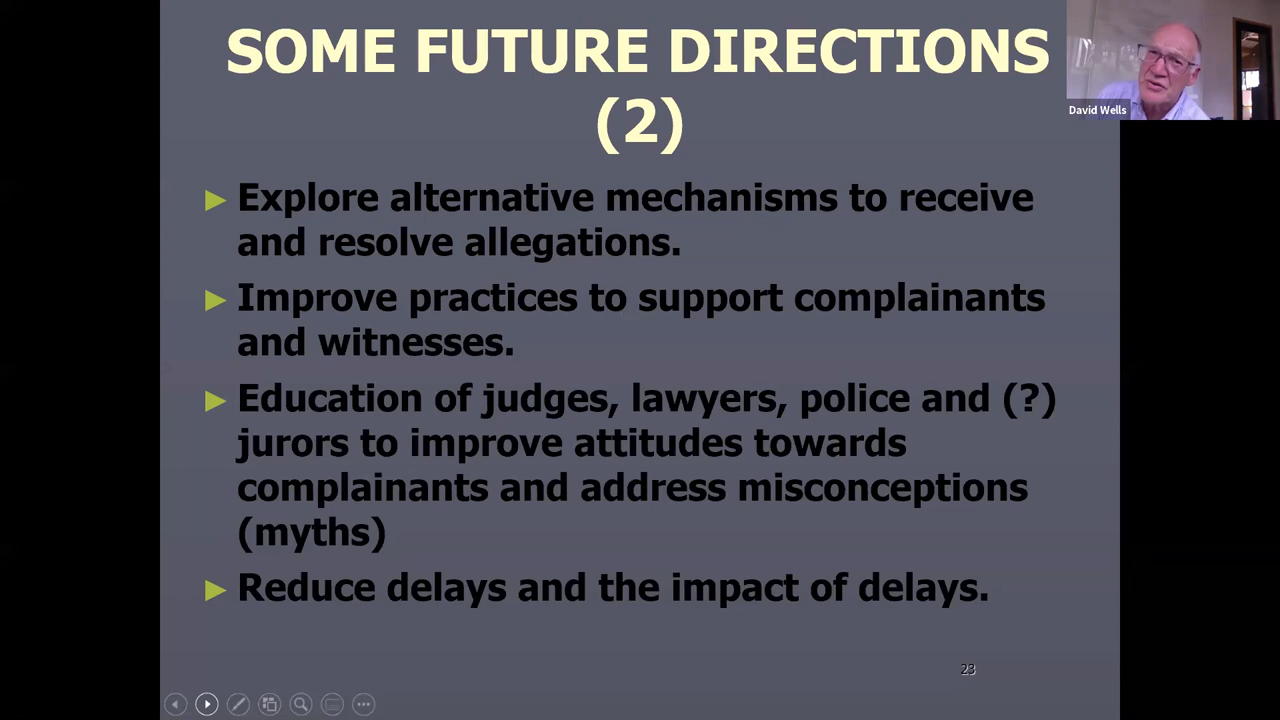 SOME FUTURE DIRECTIONS
(2)
David Wells
► Explore alternative mechanisms to receive
and resolve allegations.
► Improve practices to support complainants
and witnesses.
► Education of judges, lawyers, police and (?)
jurors to improve attitudes towards
complainants and address misconceptions
(myths)
► Reduce delays and the impact of delays.
23